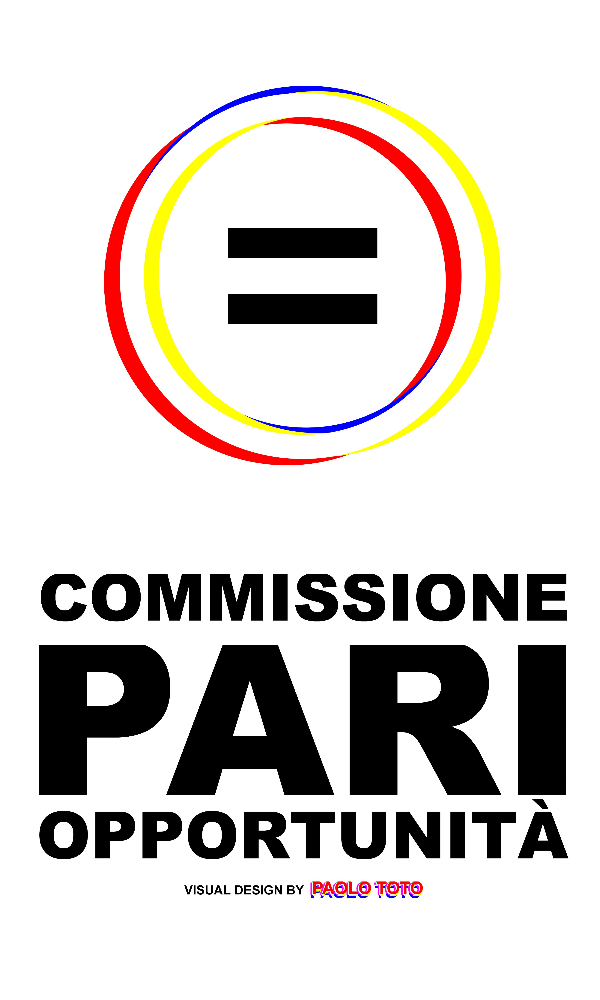 =
COMMISSIONE
PARI
OPPORTUNITÀ
VISUAL DESIGN BY PAOLO TOTO